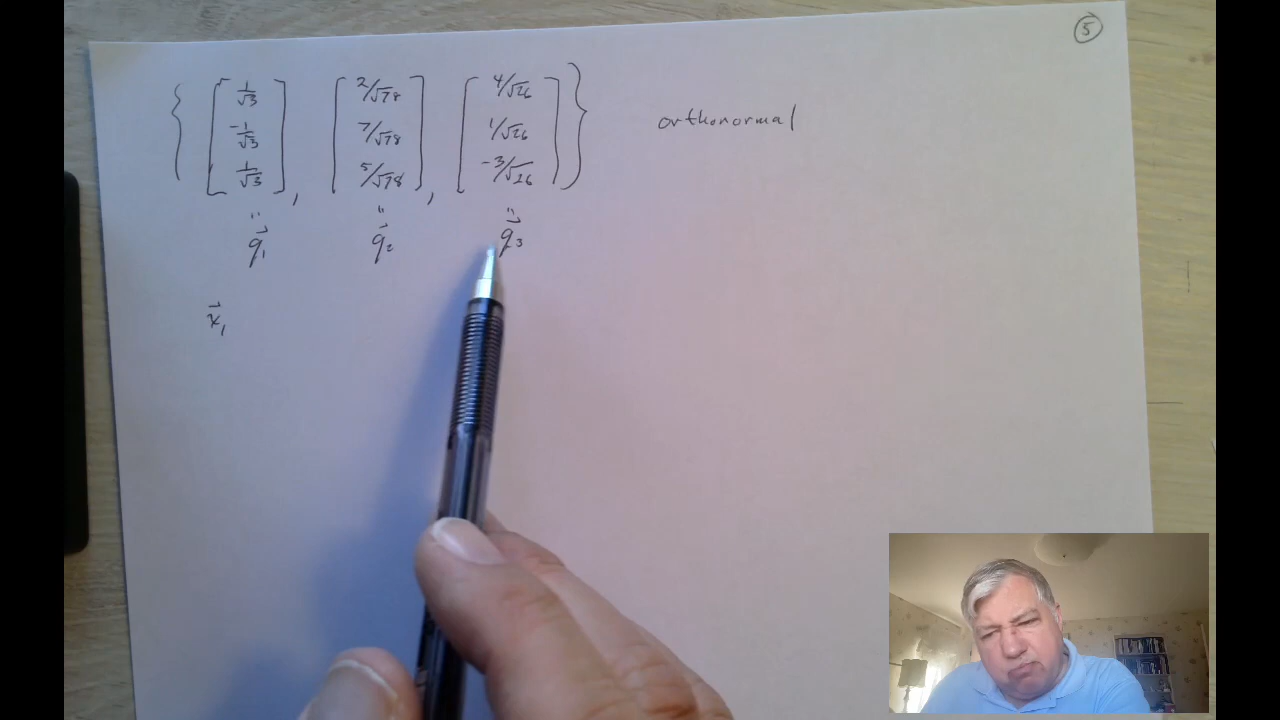 ⑤
{ [ 1/√3 ] , [ 2/√78 ] , [ 4/√26 ] } orthonormal
[ -1/√3 ] [ 7/√78 ] [ 1/√26 ]
[ 1/√3 ] [ 5/√78 ] [ -3/√26 ]
" " "
q⃗₁ q⃗₂ q⃗₃
x⃗₁